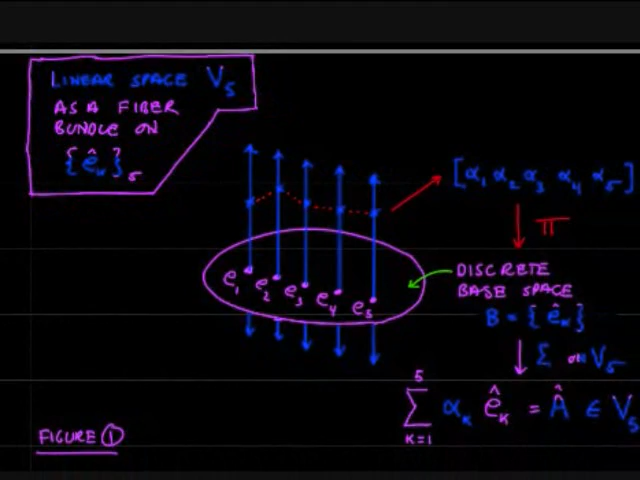 LINEAR SPACE V₅
AS A FIBER
BUNDLE ON
{ê_κ}₅
[α₁ α₂ α₃ α₄ α₅]
π
e₁ e₂ e₃ e₄ e₅
DISCRETE
BASE SPACE
B = {ê_κ}
Σ on V₅
5
Σ α_κ ê_κ = Â ∈ V₅
K=1
FIGURE ①